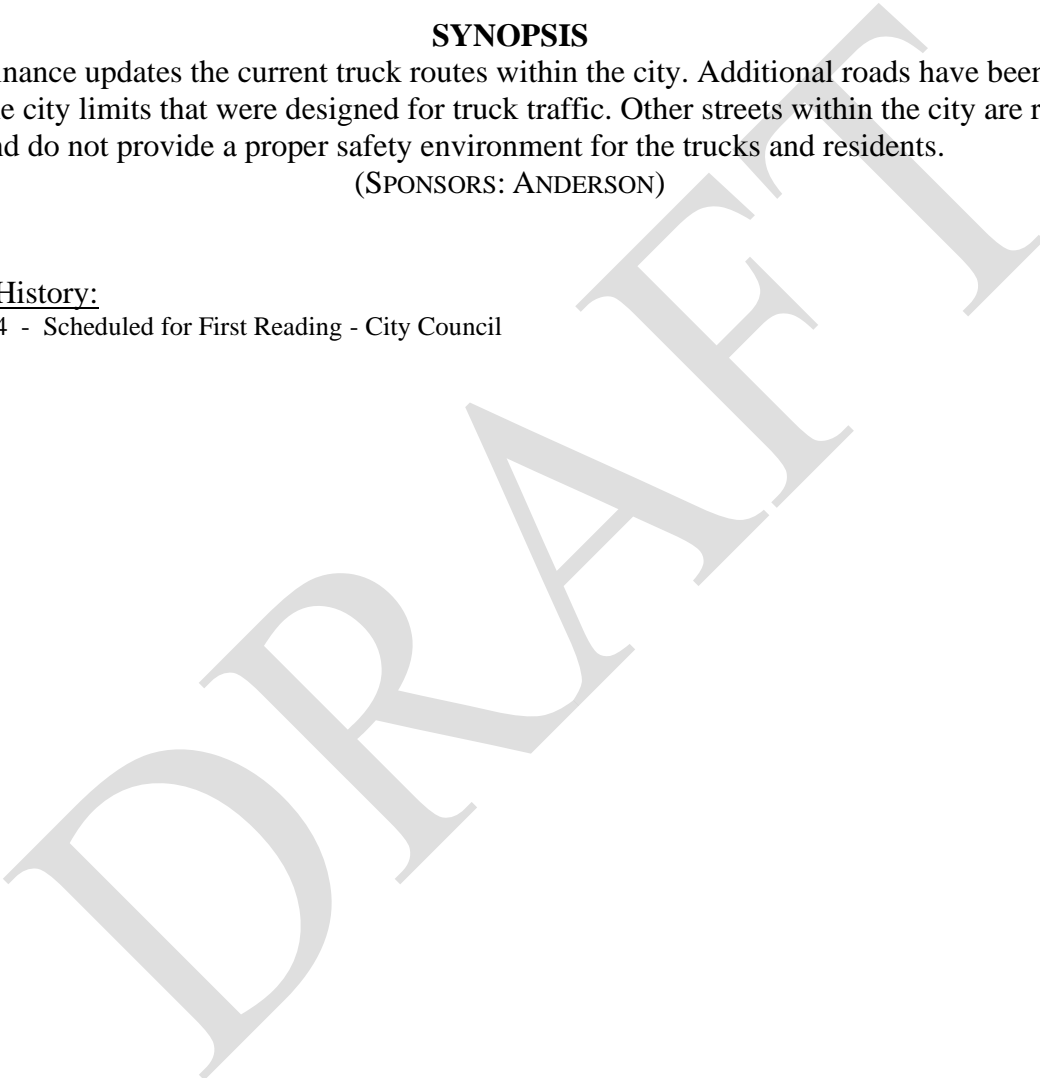 SYNOPSIS
inance updates the current truck routes within the city. Additional roads have been
e city limits that were designed for truck traffic. Other streets within the city are r
nd do not provide a proper safety environment for the trucks and residents.
(SPONSORS: ANDERSON)
History:
4 - Scheduled for First Reading - City Council
DRAFT